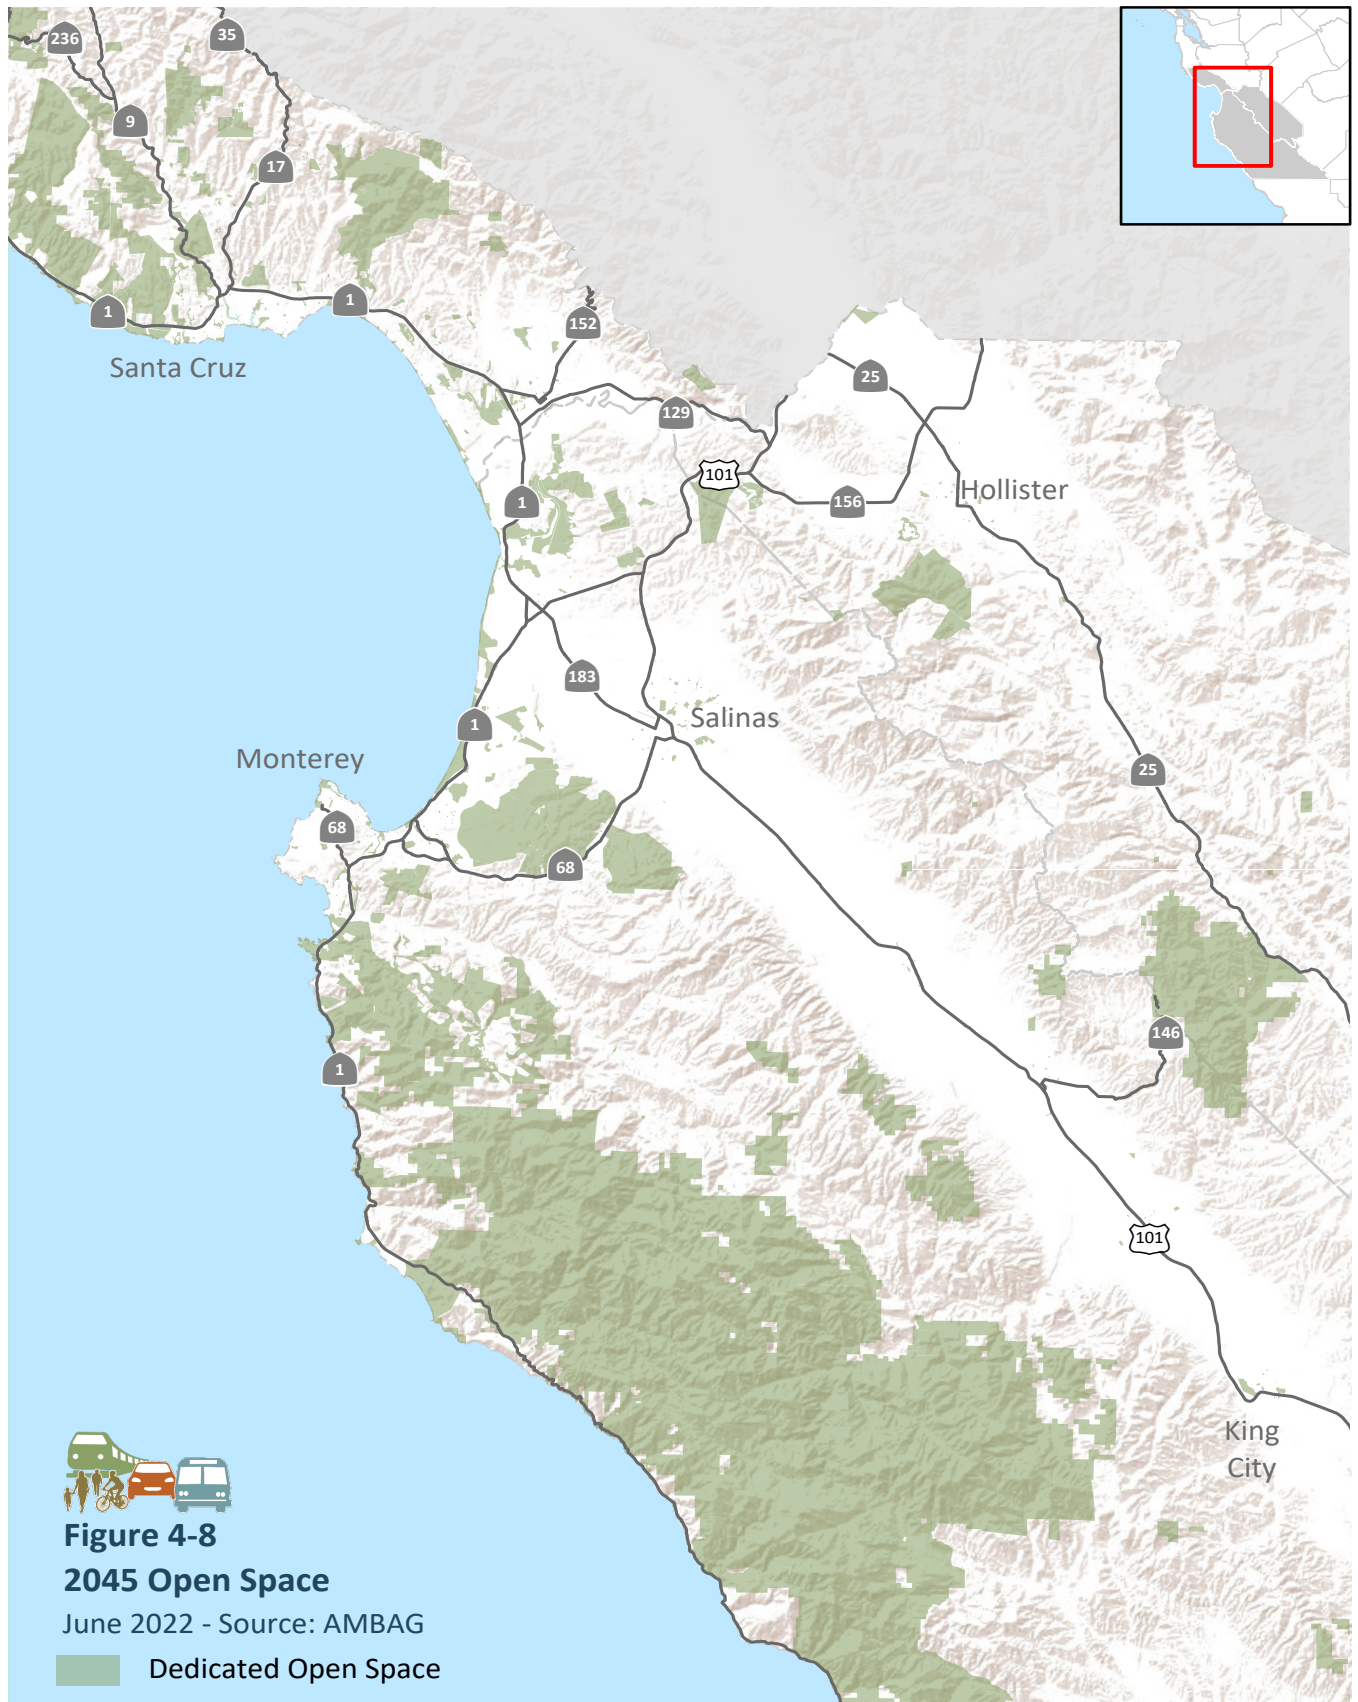 236
35
9
17
1
1
152
Santa Cruz
25
129
101
1
156
Hollister
183
Salinas
1
Monterey
25
68
68
146
1
101
King
City
Figure 4-8
2045 Open Space
June 2022 - Source: AMBAG
Dedicated Open Space